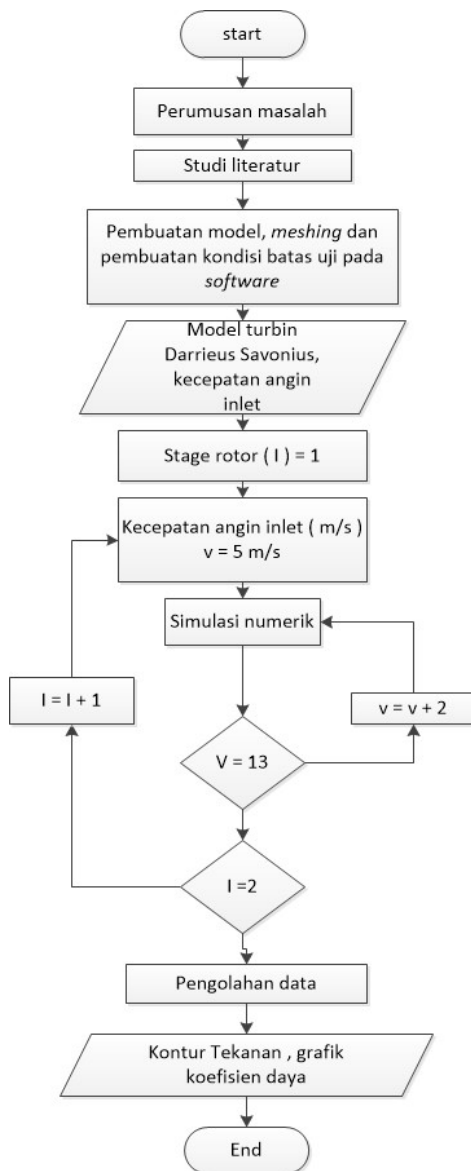 start
Perumusan masalah
Studi literatur
Pembuatan model, meshing dan
pembuatan kondisi batas uji pada
software
Model turbin
Darrieus Savonius,
kecepatan angin
inlet
Stage rotor ( I ) = 1
Kecepatan angin inlet ( m/s )
v = 5 m/s
Simulasi numerik
I = I + 1
v = v + 2
V = 13
I =2
Pengolahan data
Kontur Tekanan , grafik
koefisien daya
End